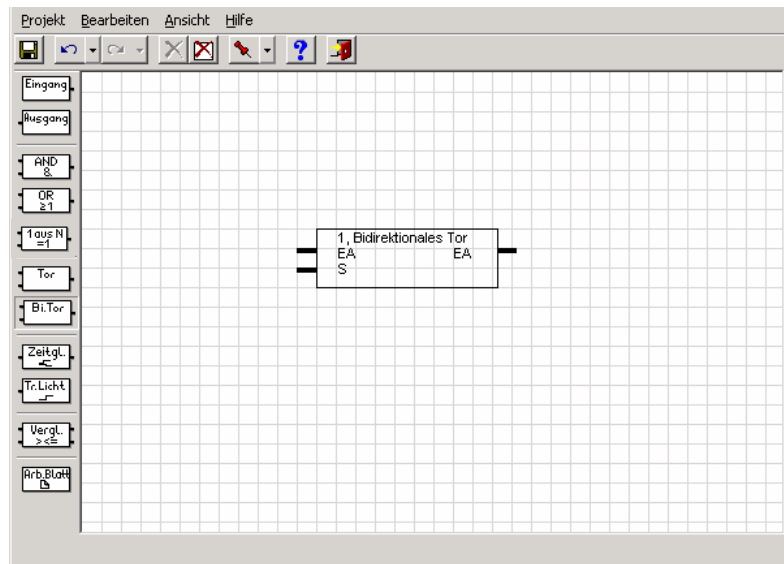 Projekt Bearbeiten Ansicht Hilfe
?
Eingang
Ausgang
AND
&
OR
≥1
1 aus N
=1
Tor
Bi.Tor
Zeitgl.
Tr.Licht
Vergl.
><=
Arb.Blatt
1, Bidirektionales Tor
EA EA
S